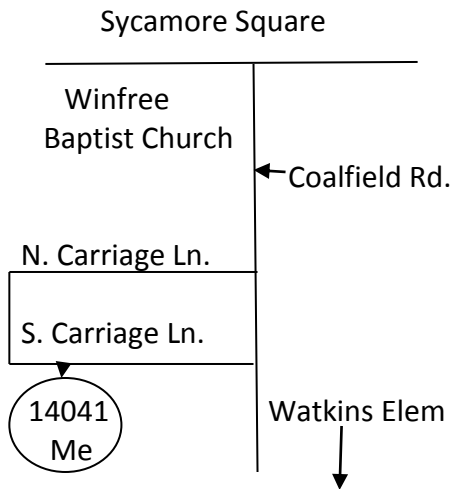 Sycamore Square
Winfree
Baptist Church
Coalfield Rd.
N. Carriage Ln.
S. Carriage Ln.
14041
Me
Watkins Elem